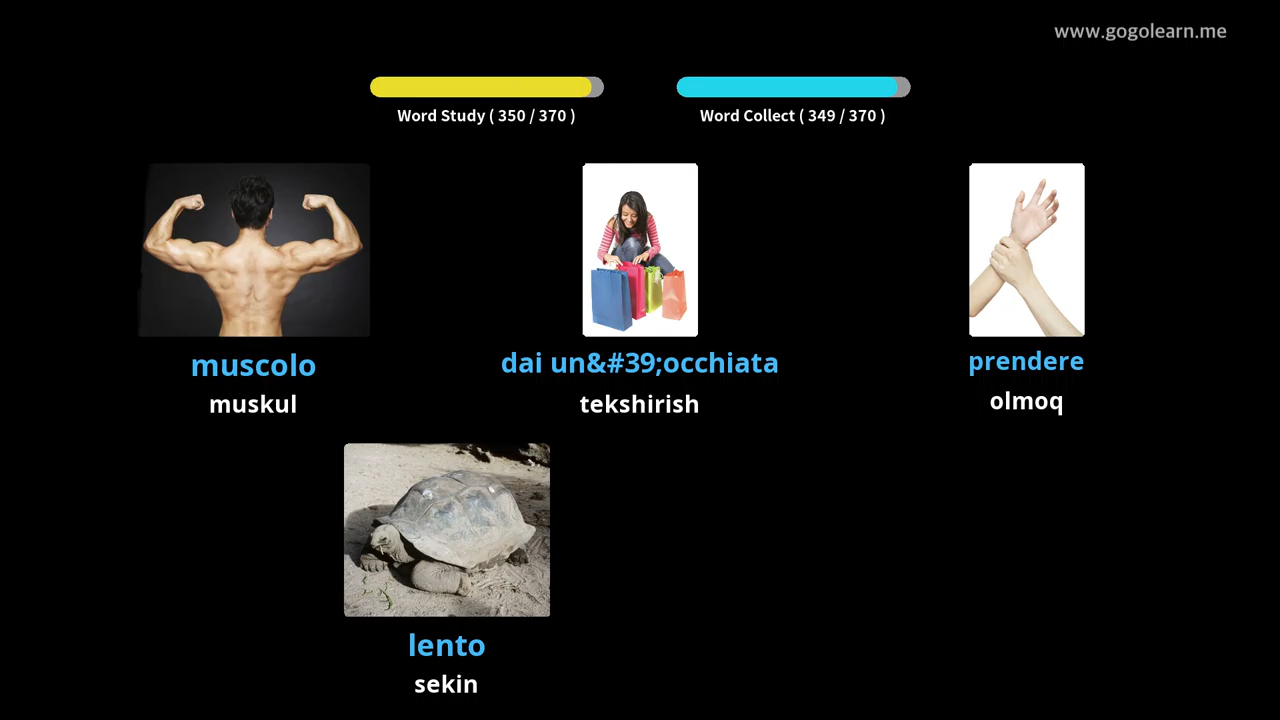 www.gogolearn.me
Word Study ( 350 / 370 )
Word Collect ( 349 / 370 )
muscolo
muskul
dai un&#39;occhiata
tekshirish
prendere
olmoq
lento
sekin